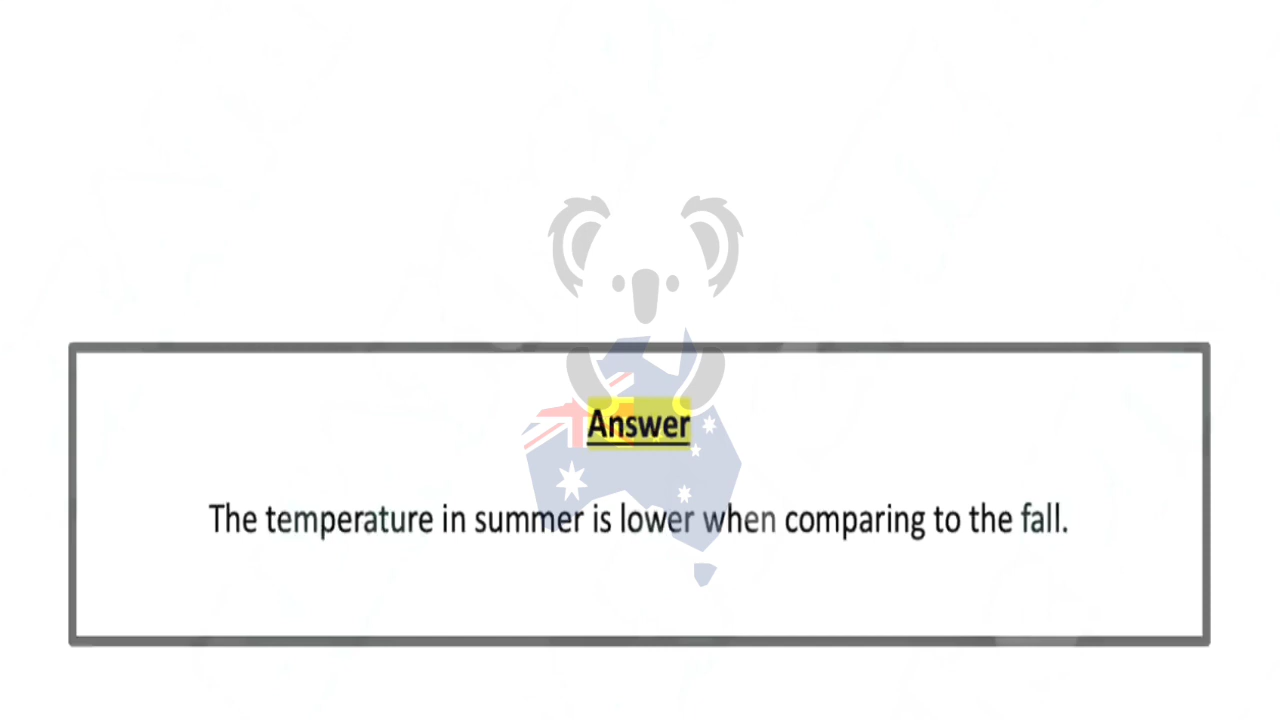 Answer
The temperature in summer is lower when comparing to the fall.